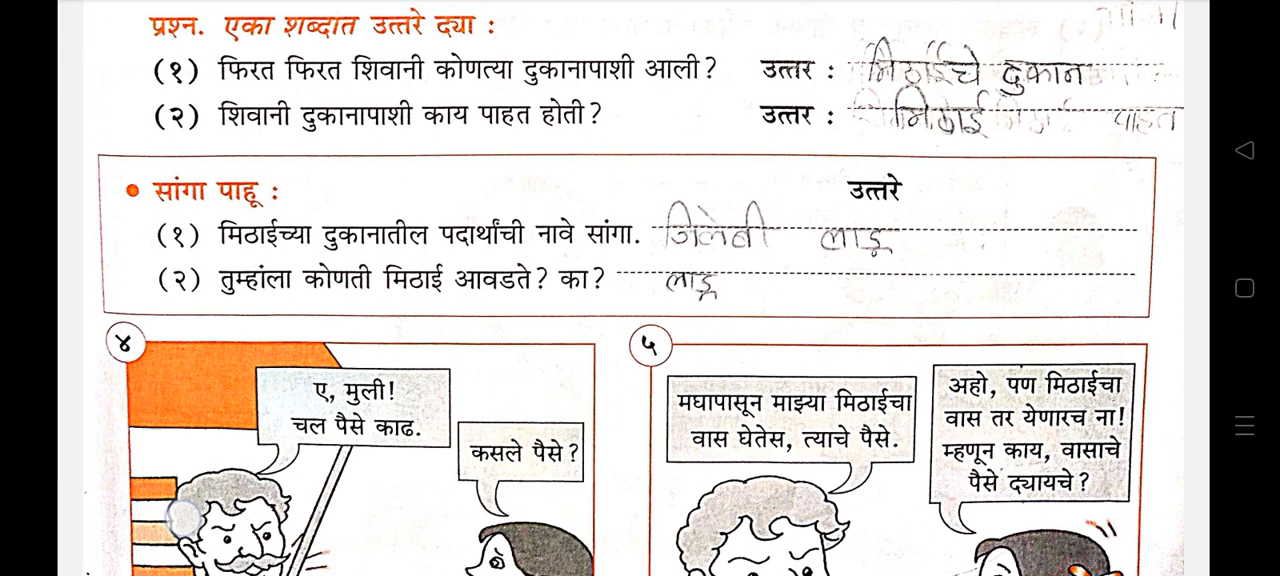 प्रश्न. एका शब्दात उत्तरे द्या :
(१) फिरत फिरत शिवानी कोणत्या दुकानापाशी आली? उत्तर : मिठाईचे दुकान
(२) शिवानी दुकानापाशी काय पाहत होती? उत्तर : मिठाई पाहत
• सांगा पाहू : उत्तरे
(१) मिठाईच्या दुकानातील पदार्थांची नावे सांगा. जिलेबी लाडू
(२) तुम्हांला कोणती मिठाई आवडते? का? लाडू
४
ए, मुली!
चल पैसे काढ.
कसले पैसे?
५
मघापासून माझ्या मिठाईचा
वास घेतेस, त्याचे पैसे.
अहो, पण मिठाईचा
वास तर येणारच ना!
म्हणून काय, वासाचे
पैसे द्यायचे?